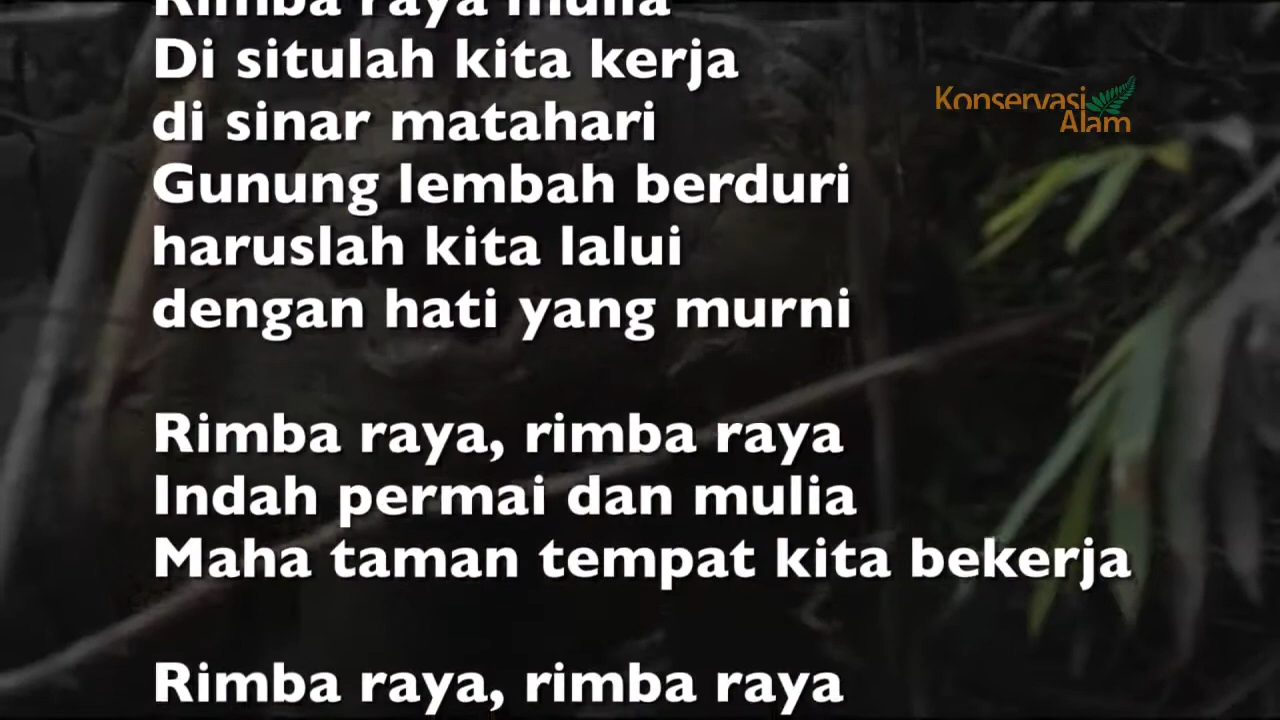 Rimba raya mulia
Di situlah kita kerja
di sinar matahari
Gunung lembah berduri
haruslah kita lalui
dengan hati yang murni
Rimba raya, rimba raya
Indah permai dan mulia
Maha taman tempat kita bekerja
Rimba raya, rimba raya
Konservasi
Alam